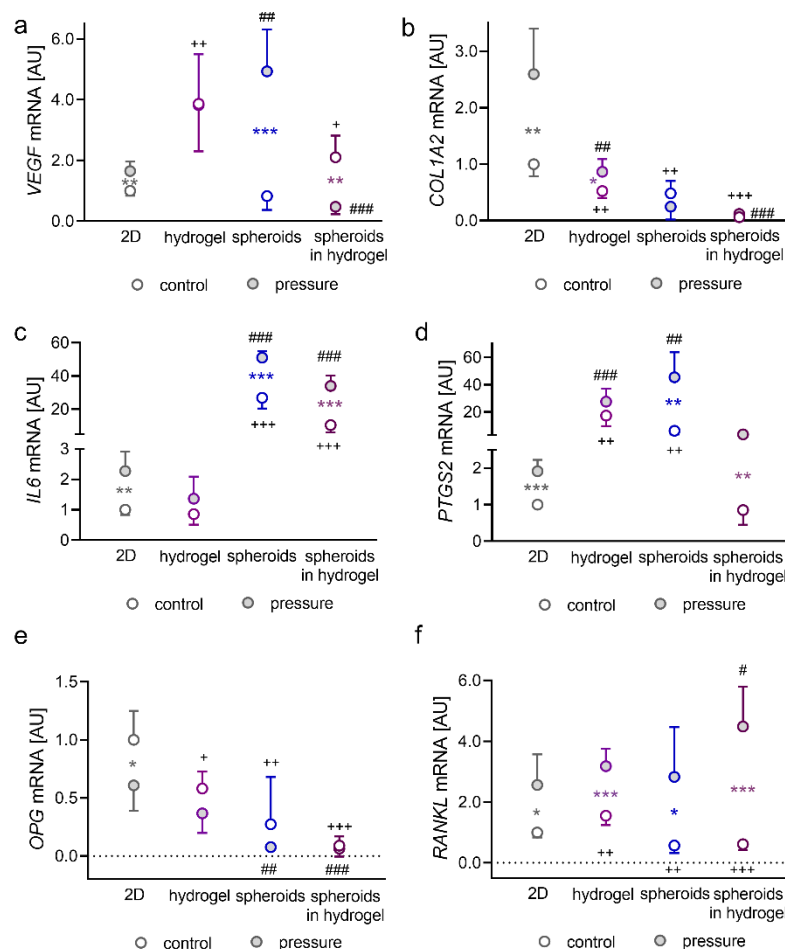 a
VEGF mRNA [AU]
6.0
4.0
2.0
0.0
++
##
+
**
***
**
###
2D
hydrogel
spheroids
spheroids
in hydrogel
control
pressure
b
COL1A2 mRNA [AU]
3.0
2.0
1.0
0.0
**
##
*
++
++
+++
###
2D
hydrogel
spheroids
spheroids
in hydrogel
control
pressure
c
IL6 mRNA [AU]
60
40
20
3
2
1
0
**
###
***
+++
###
***
+++
2D
hydrogel
spheroids
spheroids
in hydrogel
control
pressure
d
PTGS2 mRNA [AU]
60
40
20
2
1
0
***
###
++
##
**
++
**
2D
hydrogel
spheroids
spheroids
in hydrogel
control
pressure
e
OPG mRNA [AU]
1.5
1.0
0.5
0.0
*
+
++
##
+++
###
2D
hydrogel
spheroids
spheroids
in hydrogel
control
pressure
f
RANKL mRNA [AU]
6.0
4.0
2.0
0.0
*
***
++
*
++
#
***
+++
2D
hydrogel
spheroids
spheroids
in hydrogel
control
pressure